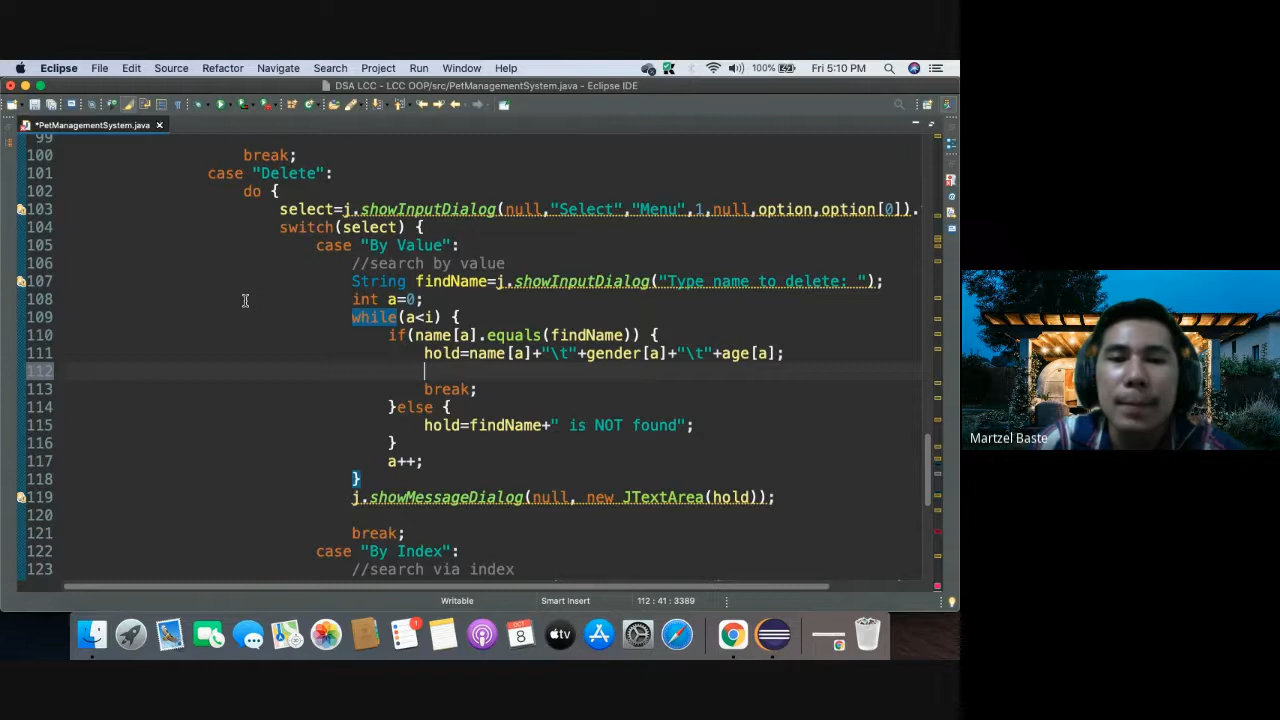 Eclipse File Edit Source Refactor Navigate Search Project Run Window Help 100% Fri 5:10 PM
DSA LCC - LCC OOP/src/PetManagementSystem.java - Eclipse IDE
*PetManagementSystem.java
99
100 break;
101 case "Delete":
102 do {
103 select=j.showInputDialog(null,"Select","Menu",1,null,option,option[0]).
104 switch(select) {
105 case "By Value":
106 //search by value
107 String findName=j.showInputDialog("Type name to delete: ");
108 int a=0;
109 while(a<i) {
110 if(name[a].equals(findName)) {
111 hold=name[a]+"\t"+gender[a]+"\t"+age[a];
112
113 break;
114 }else {
115 hold=findName+" is NOT found";
116 }
117 a++;
118 }
119 j.showMessageDialog(null, new JTextArea(hold));
120
121 break;
122 case "By Index":
123 //search via index
Writable Smart Insert 112 : 41 : 3389
Martzel Baste